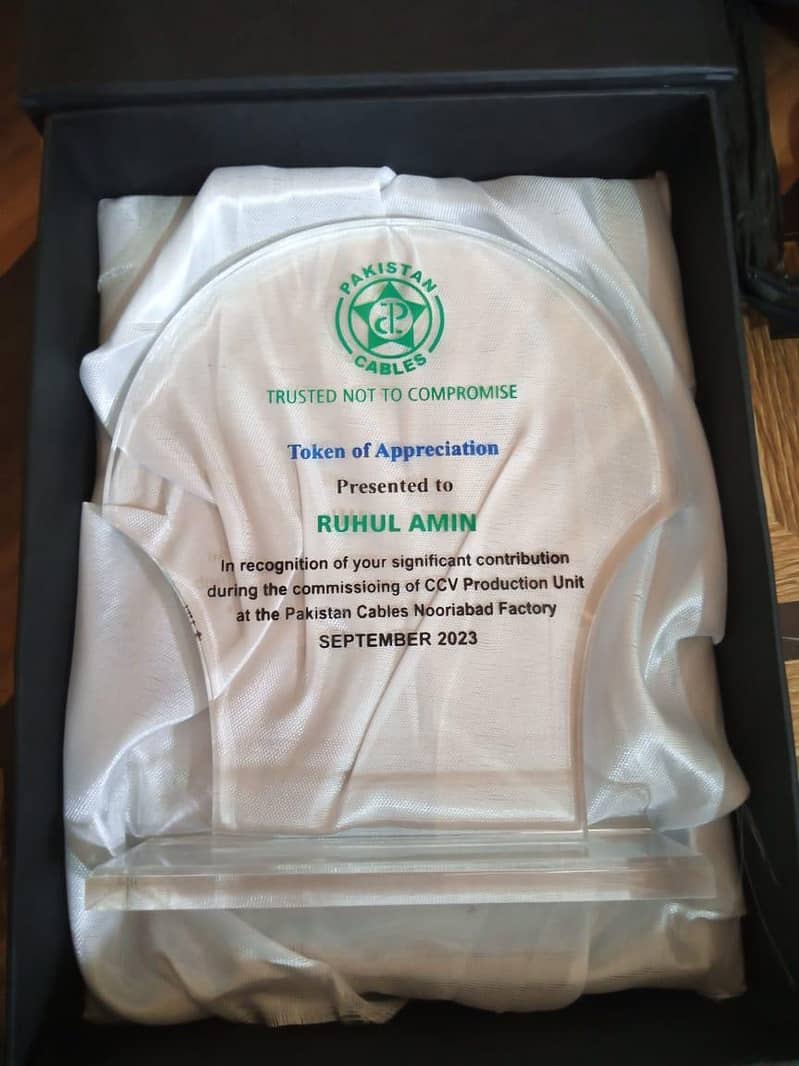 PAKISTAN
CABLES
TRUSTED NOT TO COMPROMISE
Token of Appreciation
Presented to
RUHUL AMIN
In recognition of your significant contribution
during the commissioing of CCV Production Unit
at the Pakistan Cables Nooriabad Factory
SEPTEMBER 2023